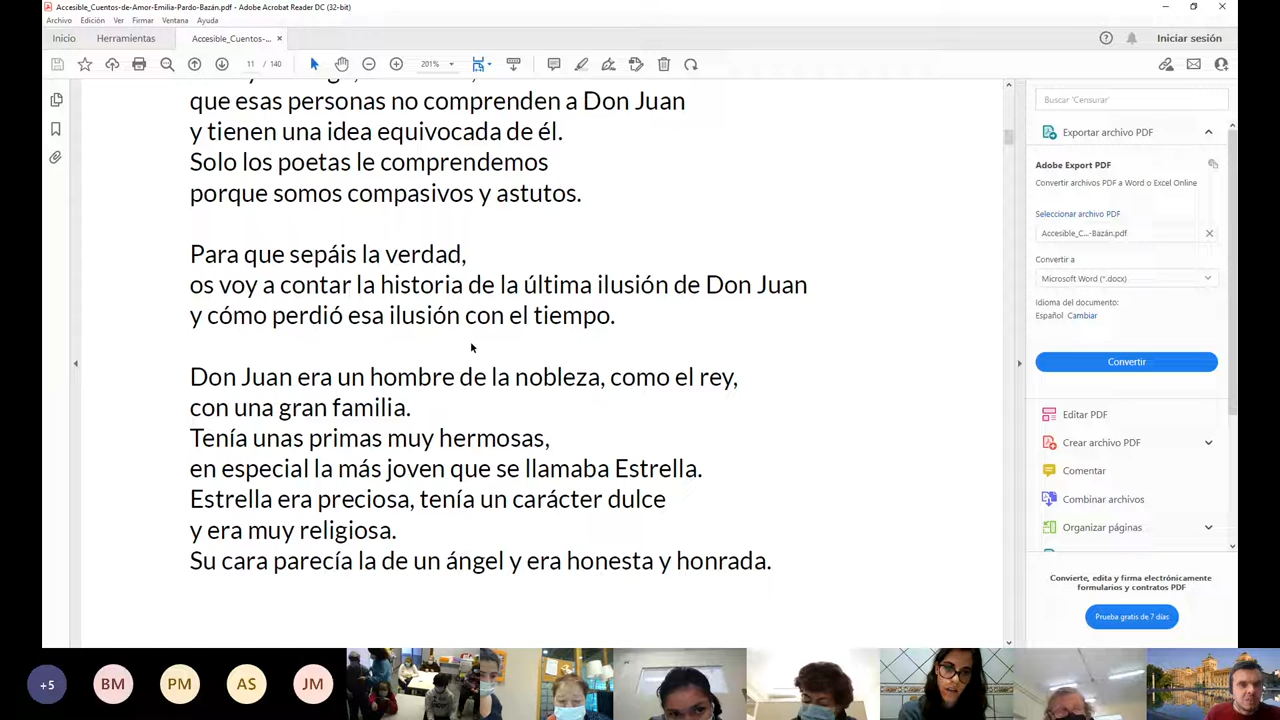 Accesible_Cuentos-de-Amor-Emilia-Pardo-Bazán.pdf - Adobe Acrobat Reader DC (32-bit)
Archivo Edición Ver Firmar Ventana Ayuda
Inicio Herramientas Accesible_Cuentos-... × Iniciar sesión
11 / 140 201%
que esas personas no comprenden a Don Juan
y tienen una idea equivocada de él.
Solo los poetas le comprendemos
porque somos compasivos y astutos.
Para que sepáis la verdad,
os voy a contar la historia de la última ilusión de Don Juan
y cómo perdió esa ilusión con el tiempo.
Don Juan era un hombre de la nobleza, como el rey,
con una gran familia.
Tenía unas primas muy hermosas,
en especial la más joven que se llamaba Estrella.
Estrella era preciosa, tenía un carácter dulce
y era muy religiosa.
Su cara parecía la de un ángel y era honesta y honrada.
Buscar 'Censurar'
Exportar archivo PDF
Adobe Export PDF
Convertir archivos PDF a Word o Excel Online
Seleccionar archivo PDF
Accesible_C...-Bazán.pdf
Convertir a
Microsoft Word (*.docx)
Idioma del documento:
Español Cambiar
Convertir
Editar PDF
Crear archivo PDF
Comentar
Combinar archivos
Organizar páginas
Convierte, edita y firma electrónicamente
formularios y contratos PDF
Prueba gratis de 7 días
+5 BM PM AS JM